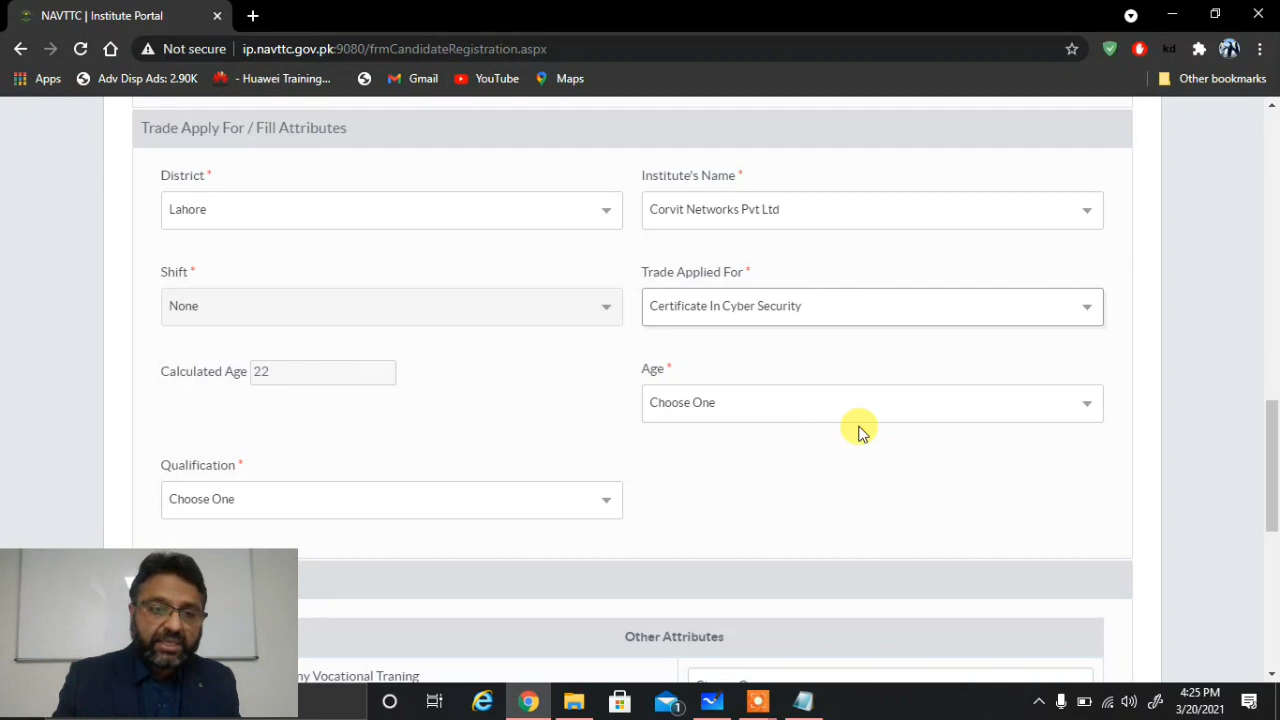 NAVTTC | Institute Portal
Not secure ip.navttc.gov.pk:9080/frmCandidateRegistration.aspx
kd
Apps Adv Disp Ads: 2.90K - Huawei Training... Gmail YouTube Maps Other bookmarks
Trade Apply For / Fill Attributes
District * Institute's Name *
Lahore Corvit Networks Pvt Ltd
Shift * Trade Applied For *
None Certificate In Cyber Security
Calculated Age 22 Age *
Choose One
Qualification *
Choose One
Other Attributes
Vocational Traning
1
4:25 PM
3/20/2021